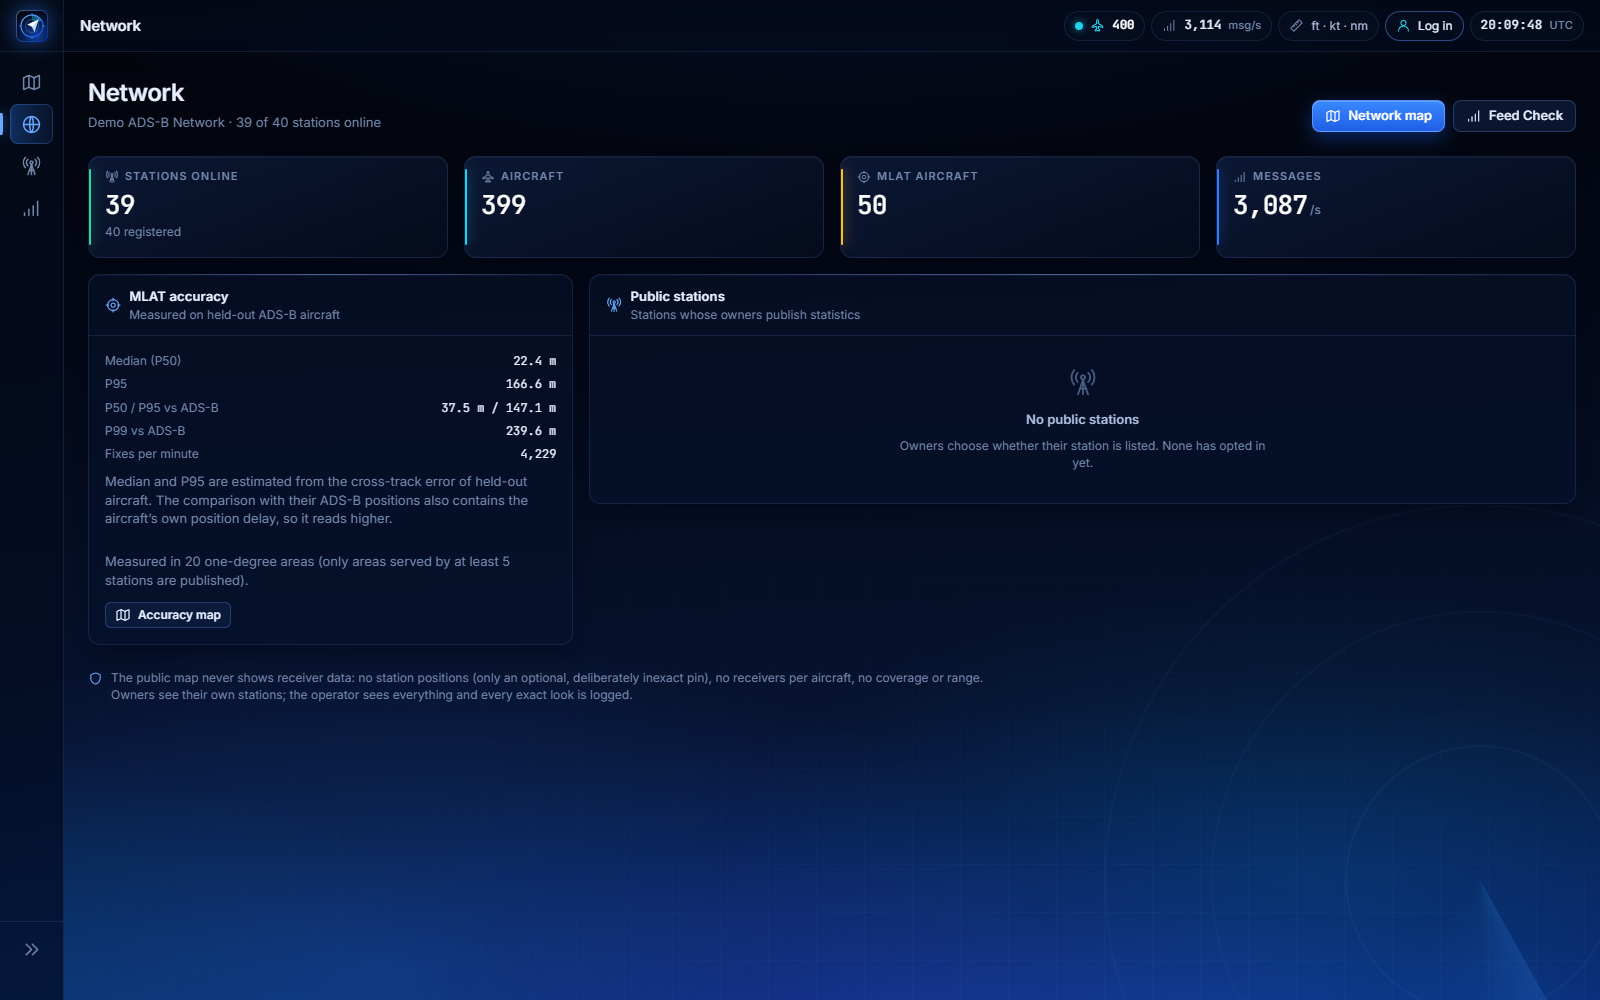 Network
400
3,114 msg/s
ft · kt · nm
Log in
20:09:48 UTC
Network
Demo ADS-B Network · 39 of 40 stations online
Network map
Feed Check
STATIONS ONLINE
39
40 registered
AIRCRAFT
399
MLAT AIRCRAFT
50
MESSAGES
3,087 /s
MLAT accuracy
Measured on held-out ADS-B aircraft
Median (P50) 22.4 m
P95 166.6 m
P50 / P95 vs ADS-B 37.5 m / 147.1 m
P99 vs ADS-B 239.6 m
Fixes per minute 4,229
Median and P95 are estimated from the cross-track error of held-out
aircraft. The comparison with their ADS-B positions also contains the
aircraft's own position delay, so it reads higher.
Measured in 20 one-degree areas (only areas served by at least 5
stations are published).
Accuracy map
Public stations
Stations whose owners publish statistics
No public stations
Owners choose whether their station is listed. None has opted in
yet.
The public map never shows receiver data: no station positions (only an optional, deliberately inexact pin), no receivers per aircraft, no coverage or range.
Owners see their own stations; the operator sees everything and every exact look is logged.